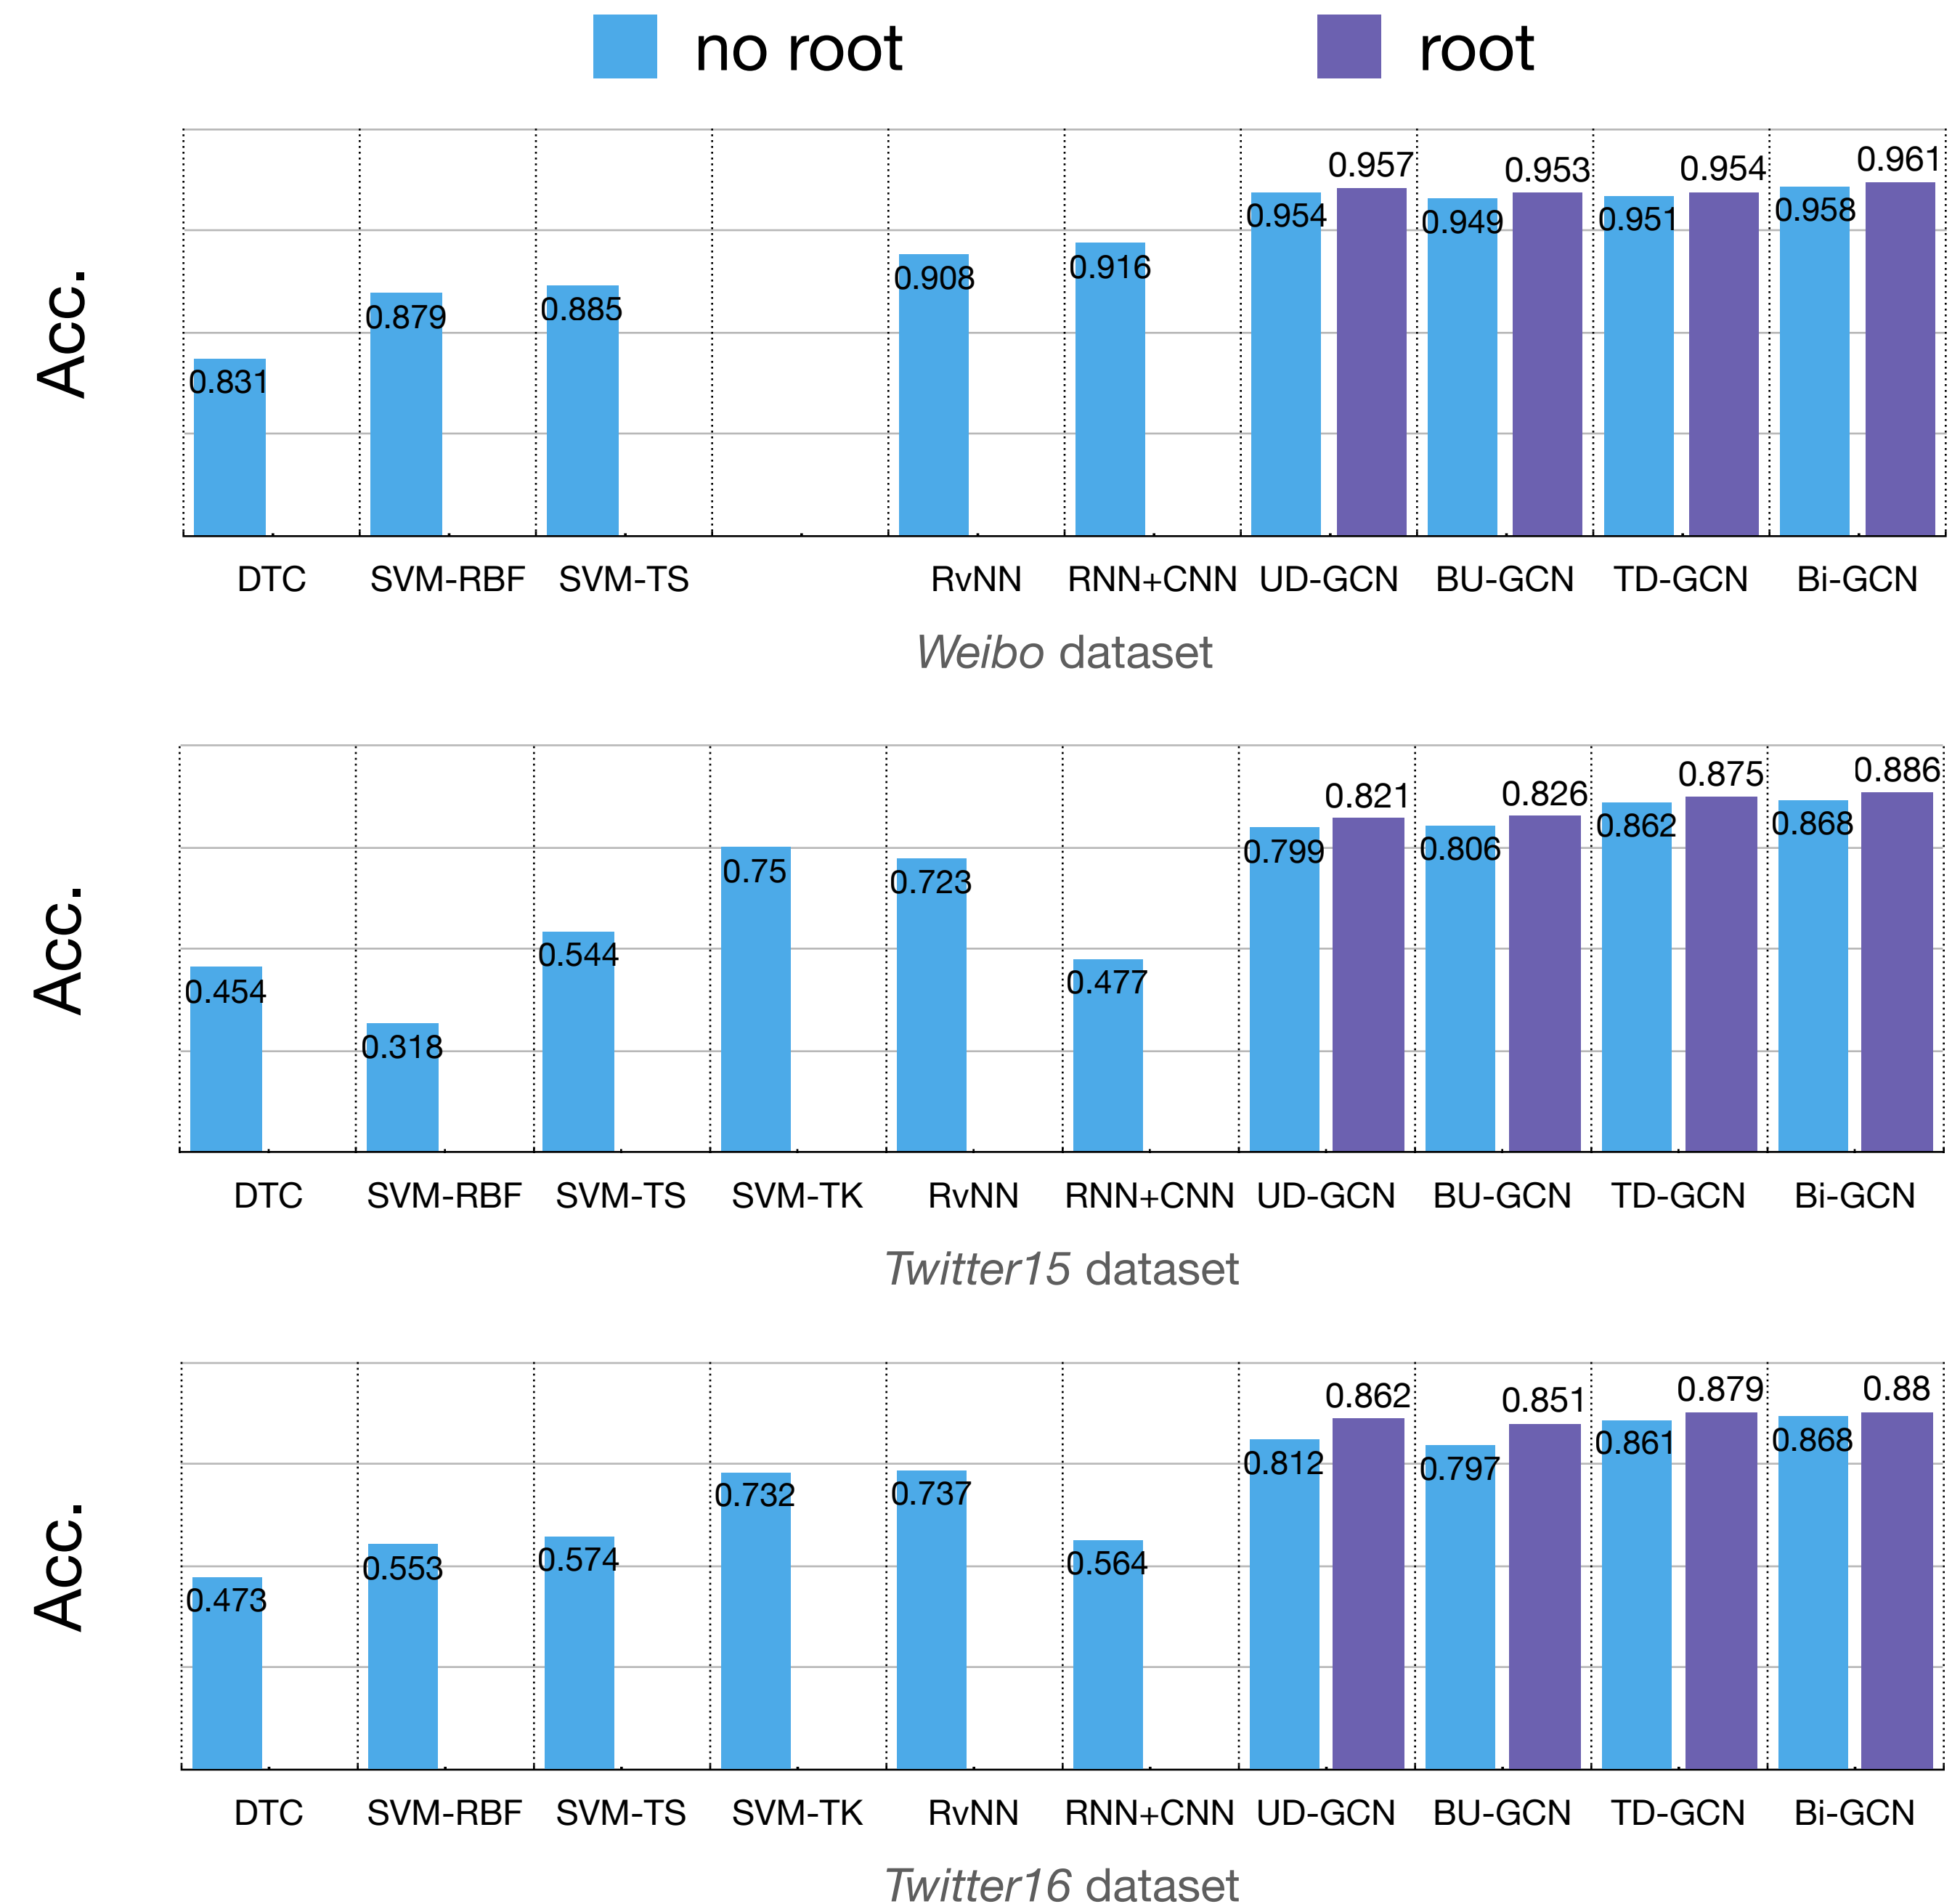 no root root
Acc.
0.831 0.879 0.885 0.908 0.916 0.954 0.957 0.949 0.953 0.951 0.954 0.958 0.961
DTC SVM-RBF SVM-TS RvNN RNN+CNN UD-GCN BU-GCN TD-GCN Bi-GCN
Weibo dataset
Acc.
0.454 0.318 0.544 0.75 0.723 0.477 0.799 0.821 0.806 0.826 0.862 0.875 0.868 0.886
DTC SVM-RBF SVM-TS SVM-TK RvNN RNN+CNN UD-GCN BU-GCN TD-GCN Bi-GCN
Twitter15 dataset
Acc.
0.473 0.553 0.574 0.732 0.737 0.564 0.812 0.862 0.797 0.851 0.861 0.879 0.868 0.88
DTC SVM-RBF SVM-TS SVM-TK RvNN RNN+CNN UD-GCN BU-GCN TD-GCN Bi-GCN
Twitter16 dataset